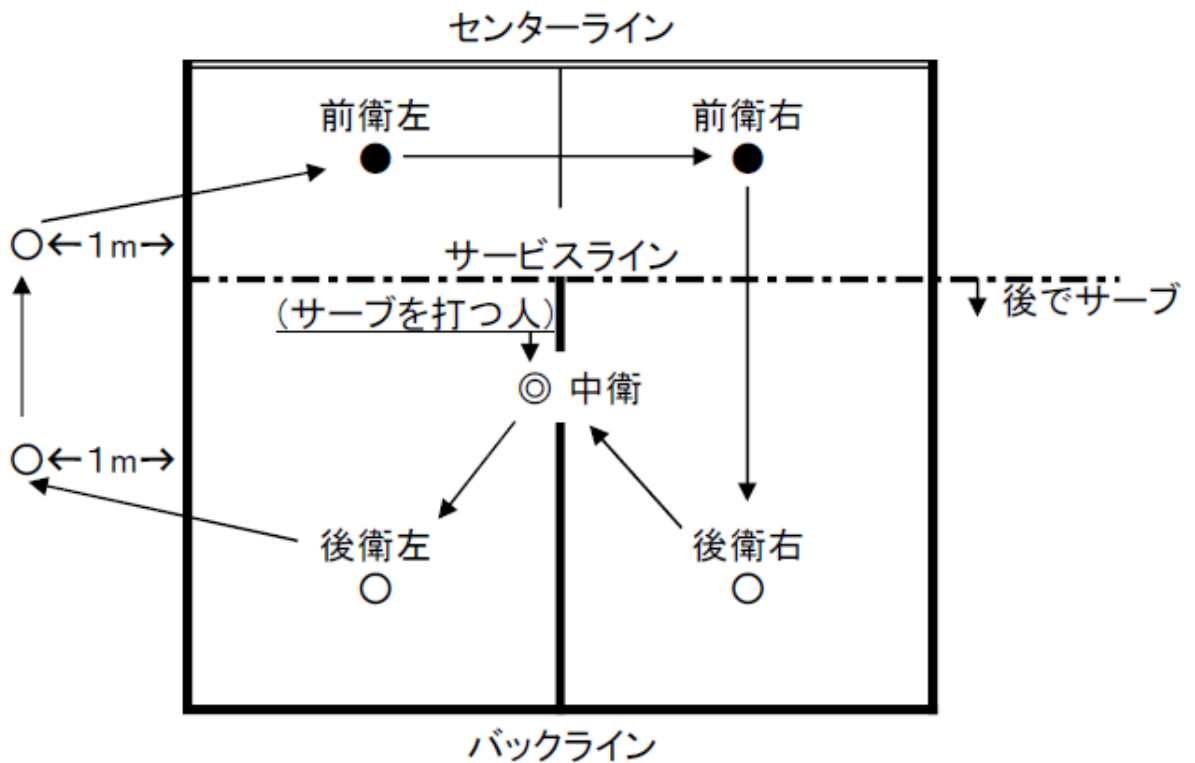 センターライン
前衛左
前衛右
○←1m→
サービスライン
(サーブを打つ人)
後でサーブ
◎ 中衛
○←1m→
後衛左
後衛右
バックライン